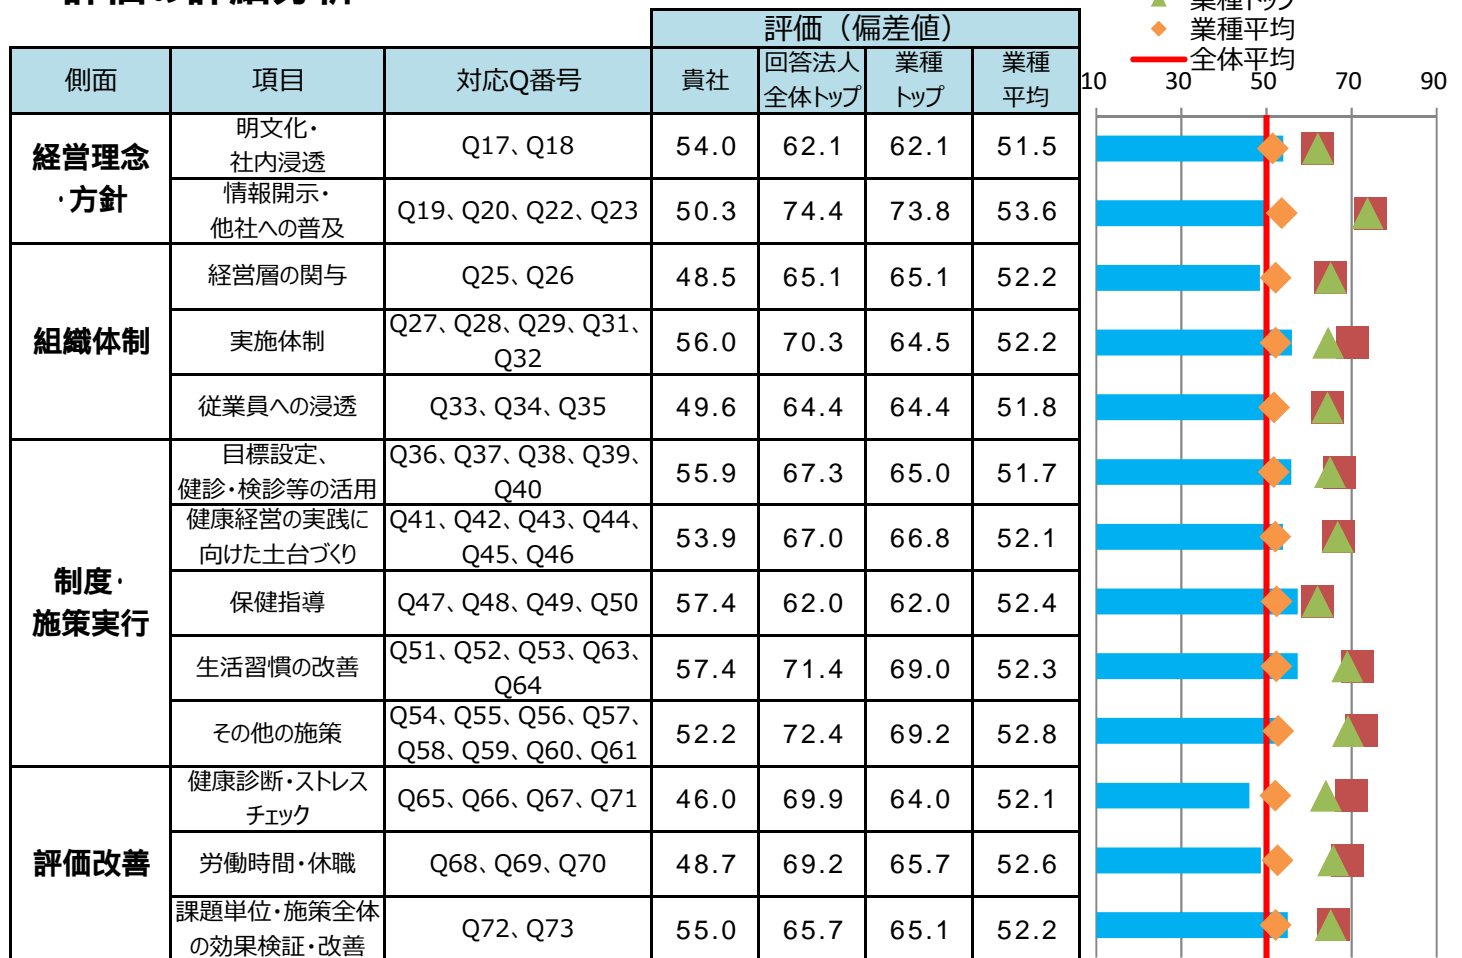 評価の詳細分析
業種トップ
業種平均
全体平均
評価（偏差値）
側面 項目 対応Q番号 貴社 回答法人 業種 業種
全体トップ トップ 平均
10 30 50 70 90
経営理念
・方針
明文化・
社内浸透
Q17、Q18 54.0 62.1 62.1 51.5
情報開示・
他社への普及
Q19、Q20、Q22、Q23 50.3 74.4 73.8 53.6
組織体制
経営層の関与 Q25、Q26 48.5 65.1 65.1 52.2
実施体制
Q27、Q28、Q29、Q31、
Q32
56.0 70.3 64.5 52.2
従業員への浸透 Q33、Q34、Q35 49.6 64.4 64.4 51.8
制度・
施策実行
目標設定、
健診・検診等の活用
Q36、Q37、Q38、Q39、
Q40
55.9 67.3 65.0 51.7
健康経営の実践に
向けた土台づくり
Q41、Q42、Q43、Q44、
Q45、Q46
53.9 67.0 66.8 52.1
保健指導 Q47、Q48、Q49、Q50 57.4 62.0 62.0 52.4
生活習慣の改善
Q51、Q52、Q53、Q63、
Q64
57.4 71.4 69.0 52.3
その他の施策
Q54、Q55、Q56、Q57、
Q58、Q59、Q60、Q61
52.2 72.4 69.2 52.8
評価改善
健康診断・ストレス
チェック
Q65、Q66、Q67、Q71 46.0 69.9 64.0 52.1
労働時間・休職 Q68、Q69、Q70 48.7 69.2 65.7 52.6
課題単位・施策全体
の効果検証・改善
Q72、Q73 55.0 65.7 65.1 52.2